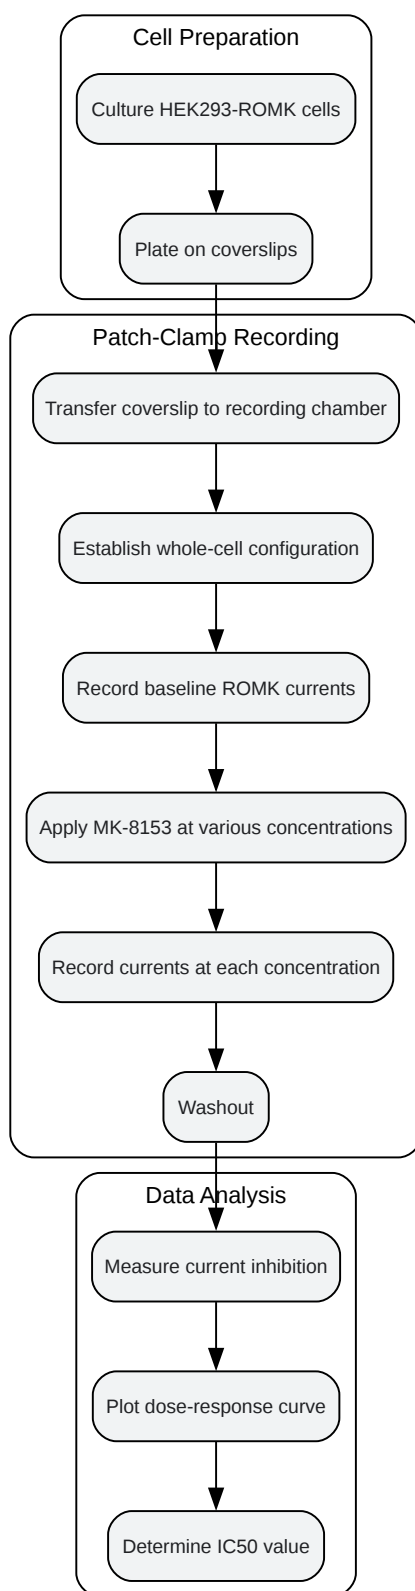 Cell Preparation
Culture HEK293-ROMK cells
Plate on coverslips
Patch-Clamp Recording
Transfer coverslip to recording chamber
Establish whole-cell configuration
Record baseline ROMK currents
Apply MK-8153 at various concentrations
Record currents at each concentration
Washout
Data Analysis
Measure current inhibition
Plot dose-response curve
Determine IC50 value